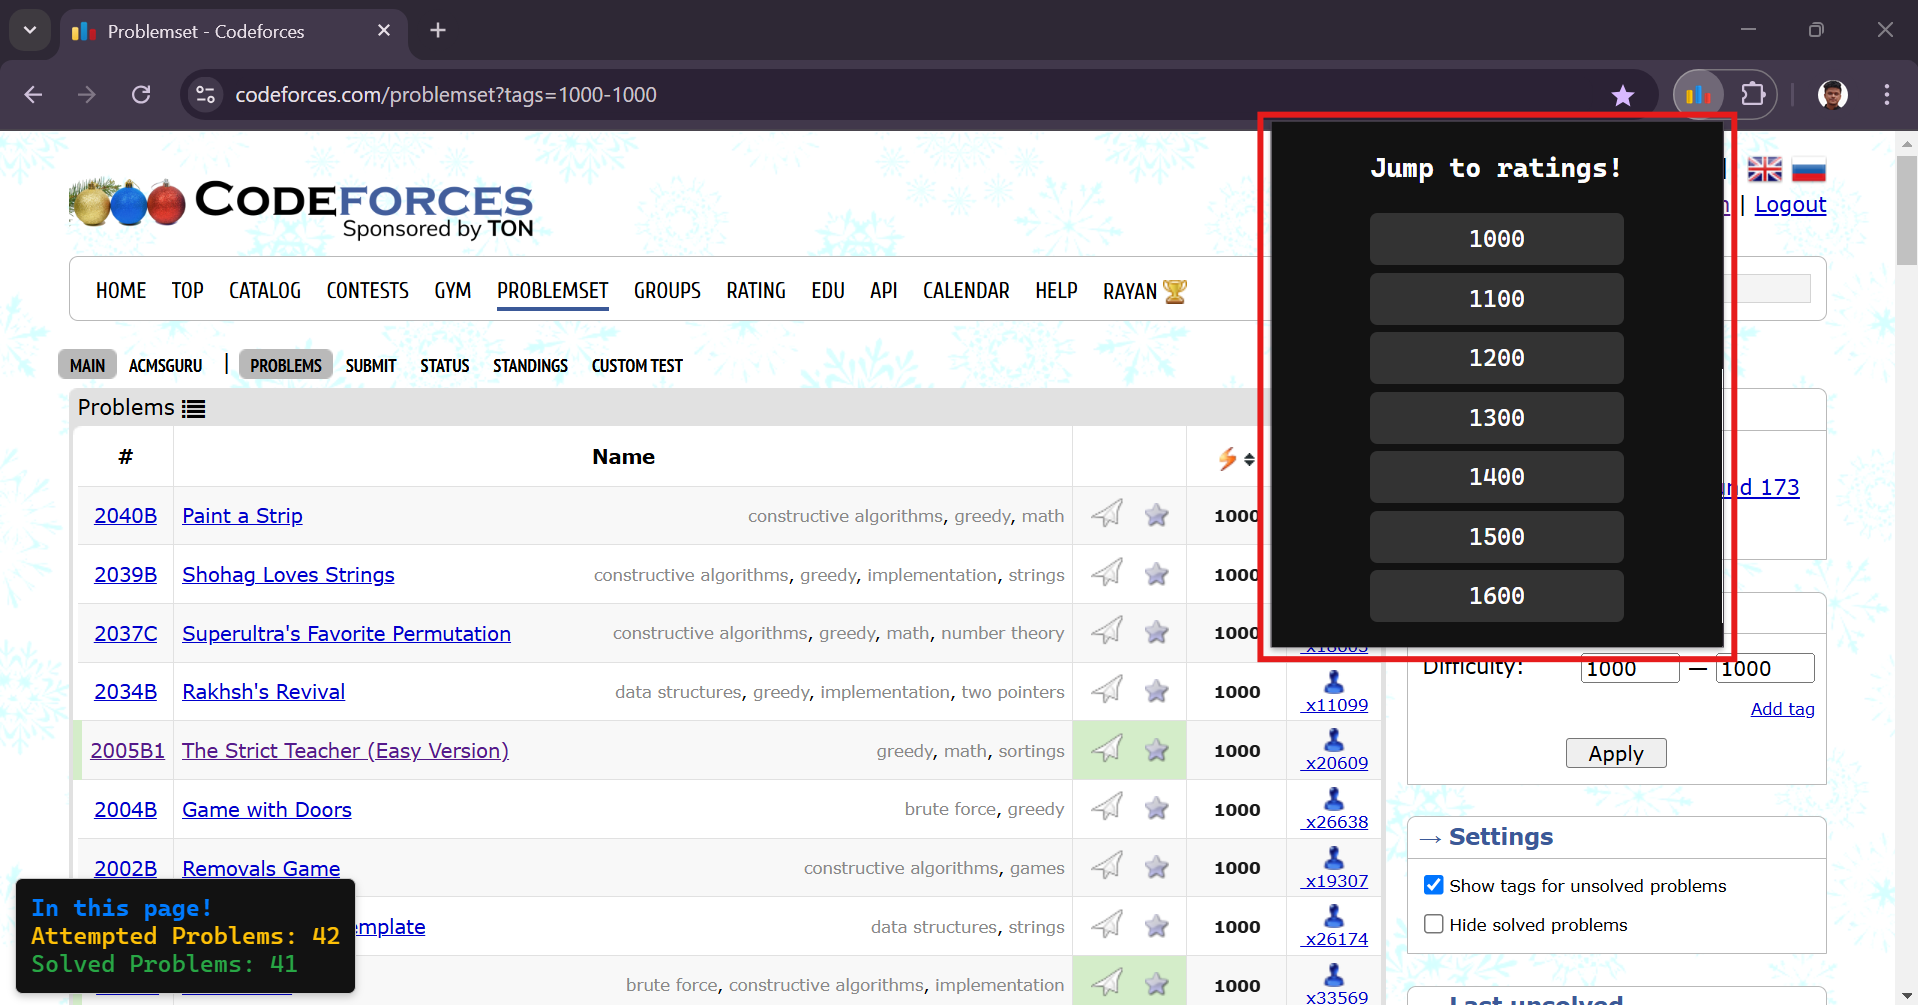 Problemset - Codeforces
codeforces.com/problemset?tags=1000-1000
Jump to ratings!
1000
1100
1200
1300
1400
1500
1600
CODEFORCES
Sponsored by TON
| Logout
HOME TOP CATALOG CONTESTS GYM PROBLEMSET GROUPS RATING EDU API CALENDAR HELP RAYAN
MAIN ACMSGURU | PROBLEMS SUBMIT STATUS STANDINGS CUSTOM TEST
Problems
# Name
2040B Paint a Strip constructive algorithms, greedy, math 1000
2039B Shohag Loves Strings constructive algorithms, greedy, implementation, strings 1000
2037C Superultra's Favorite Permutation constructive algorithms, greedy, math, number theory 1000
2034B Rakhsh's Revival data structures, greedy, implementation, two pointers 1000 x11099
2005B1 The Strict Teacher (Easy Version) greedy, math, sortings 1000 x20609
2004B Game with Doors brute force, greedy 1000 x26638
2002B Removals Game constructive algorithms, games 1000 x19307
emplate data structures, strings 1000 x26174
brute force, constructive algorithms, implementation 1000 x33569
173
Difficulty: 1000 — 1000
Add tag
Apply
→ Settings
Show tags for unsolved problems
Hide solved problems
Last unsolved
In this page!
Attempted Problems: 42
Solved Problems: 41